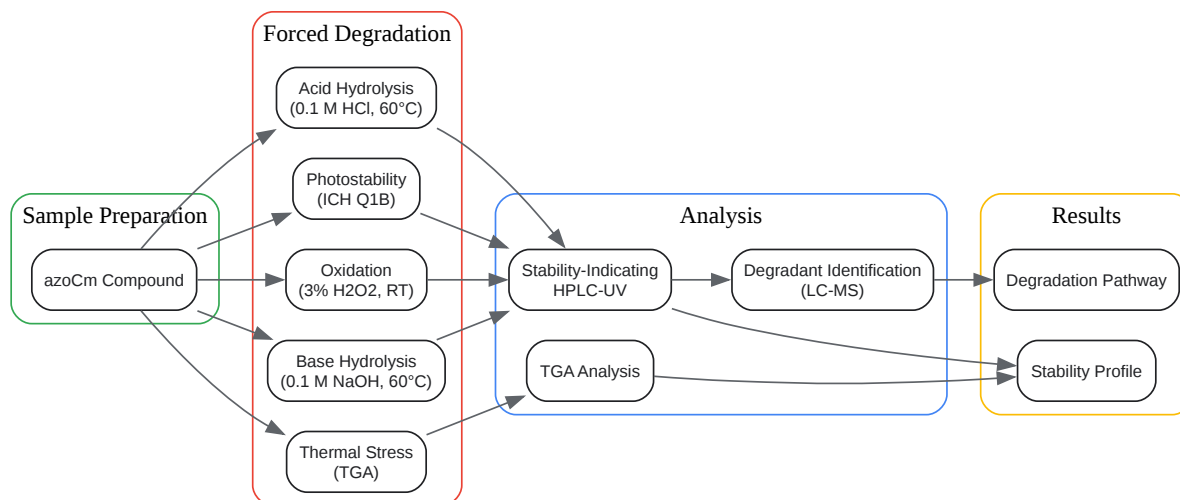 Sample Preparation
azoCm Compound
Forced Degradation
Acid Hydrolysis
(0.1 M HCl, 60°C)
Photostability
(ICH Q1B)
Oxidation
(3% H2O2, RT)
Base Hydrolysis
(0.1 M NaOH, 60°C)
Thermal Stress
(TGA)
Analysis
Stability-Indicating
HPLC-UV
Degradant Identification
(LC-MS)
TGA Analysis
Results
Degradation Pathway
Stability Profile